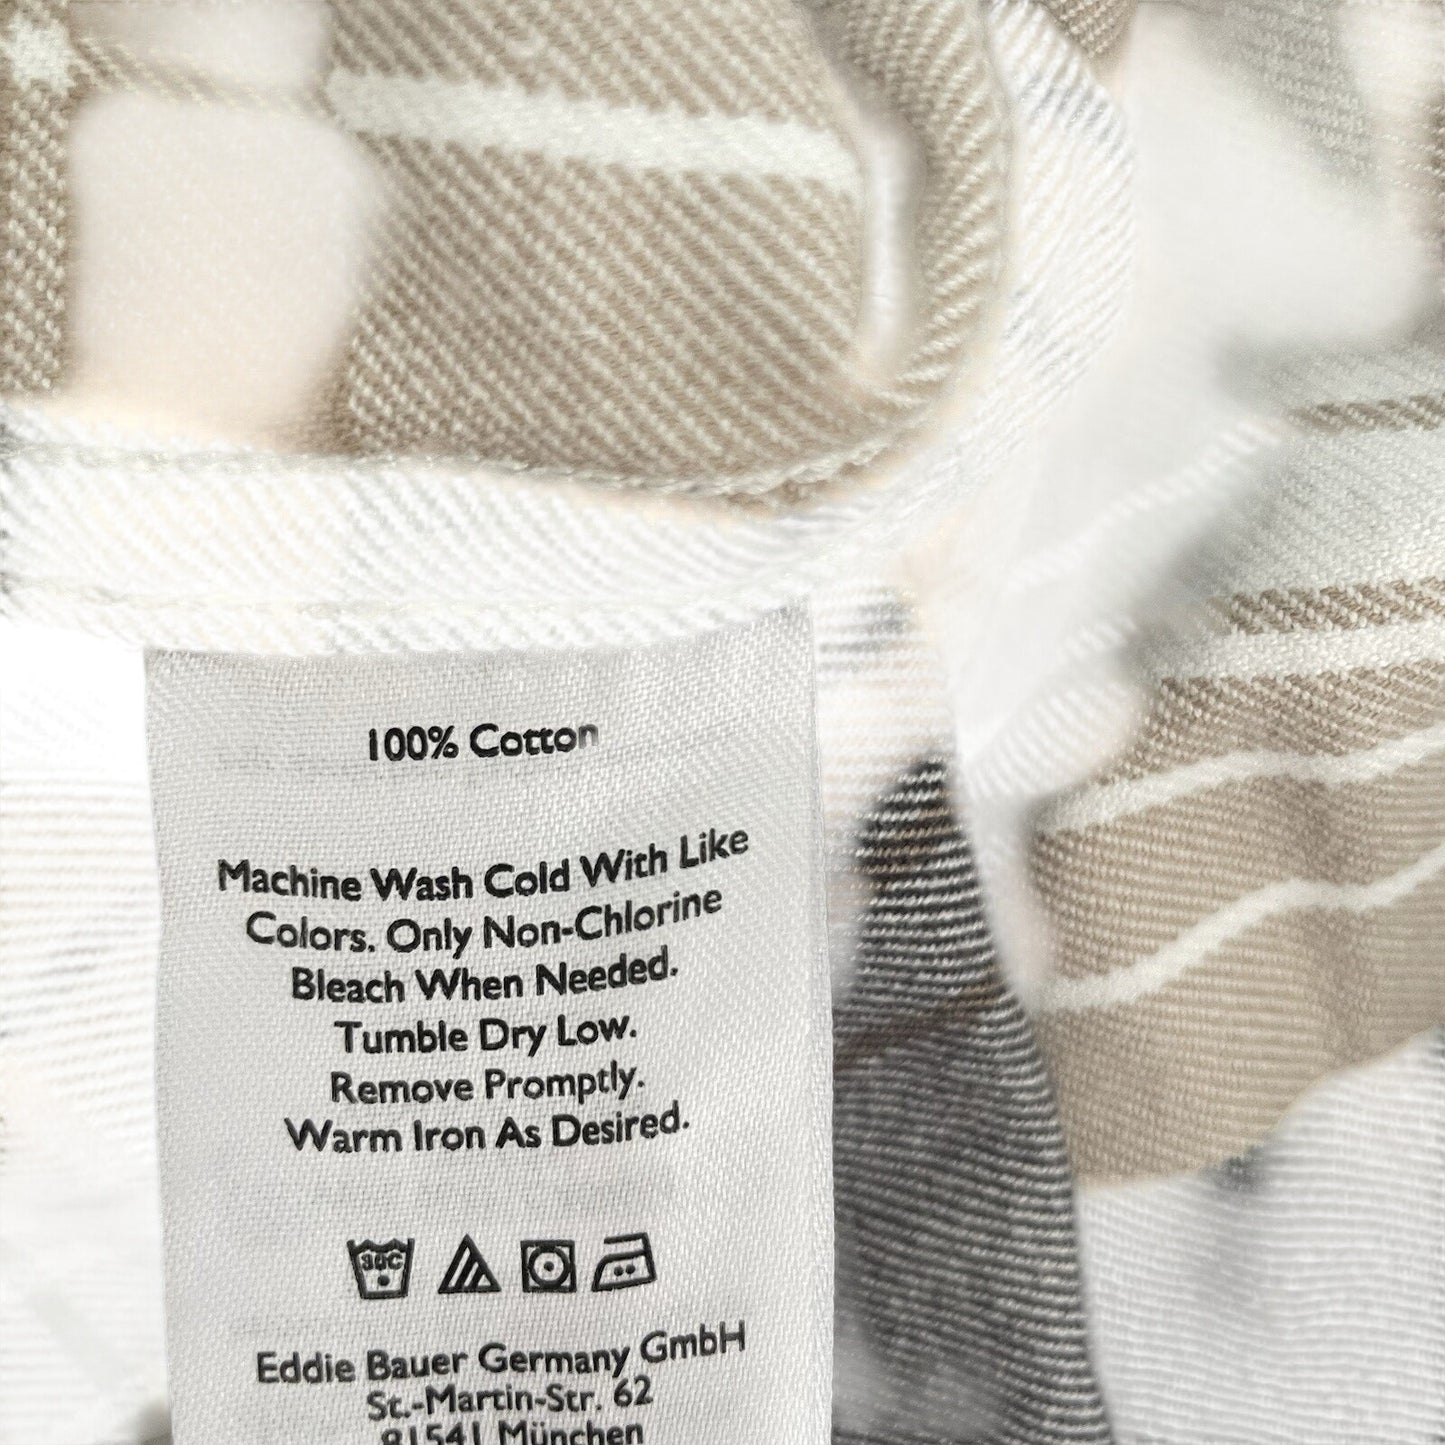 100% Cotton
Machine Wash Cold With Like
Colors. Only Non-Chlorine
Bleach When Needed.
Tumble Dry Low.
Remove Promptly.
Warm Iron As Desired.
30C
Eddie Bauer Germany GmbH
St.-Martin-Str. 62
81541 München